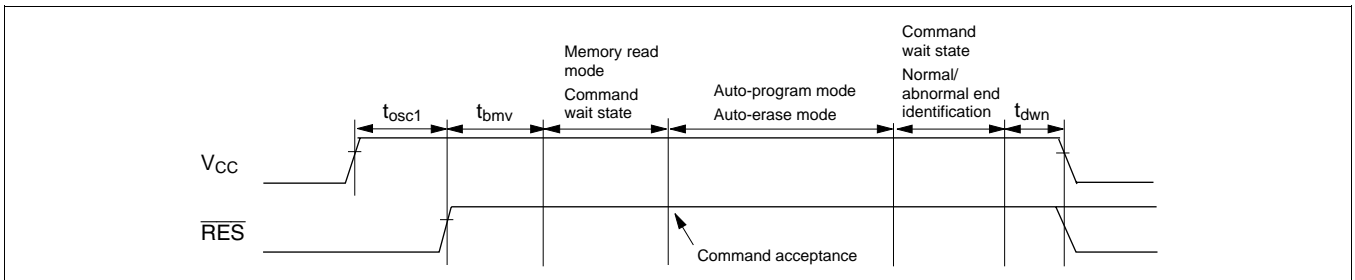 Memory read
mode
Command
wait state
Auto-program mode
Auto-erase mode
Command
wait state
Normal/
abnormal end
identification
tosc1
tbmv
tdwn
VCC
RES
Command acceptance